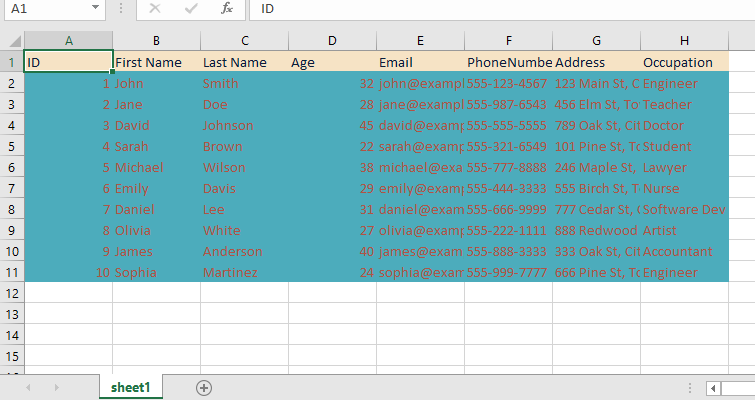 A1 fx ID
A B C D E F G H
1 ID First Name Last Name Age Email PhoneNumbe Address Occupation
2 1 John Smith 32 john@exampl 555-123-4567 123 Main St, C Engineer
3 2 Jane Doe 28 jane@exampl 555-987-6543 456 Elm St, To Teacher
4 3 David Johnson 45 david@examp 555-555-5555 789 Oak St, Cit Doctor
5 4 Sarah Brown 22 sarah@examp 555-321-6549 101 Pine St, To Student
6 5 Michael Wilson 38 michael@exa 555-777-8888 246 Maple St, Lawyer
7 6 Emily Davis 29 emily@examp 555-444-3333 555 Birch St, T Nurse
8 7 Daniel Lee 31 daniel@exam 555-666-9999 777 Cedar St, Software Dev
9 8 Olivia White 27 olivia@examp 555-222-1111 888 Redwood Artist
10 9 James Anderson 40 james@exam 555-888-3333 333 Oak St, Cit Accountant
11 10 Sophia Martinez 24 sophia@exam 555-999-7777 666 Pine St, To Engineer
12
13
14
15
sheet1